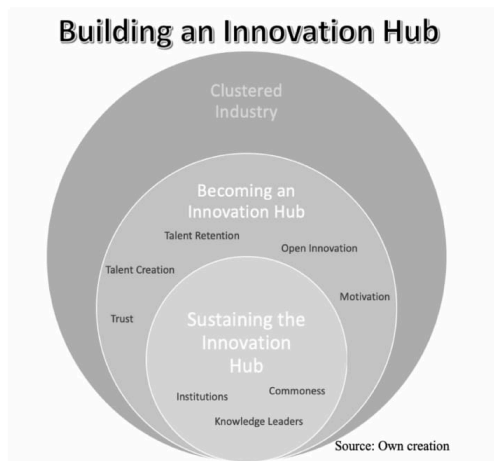 Building an Innovation Hub
Clustered
Industry
Becoming an
Innovation Hub
Talent Retention
Open Innovation
Talent Creation
Motivation
Trust
Sustaining the
Innovation
Hub
Commoness
Institutions
Knowledge Leaders
Source: Own creation